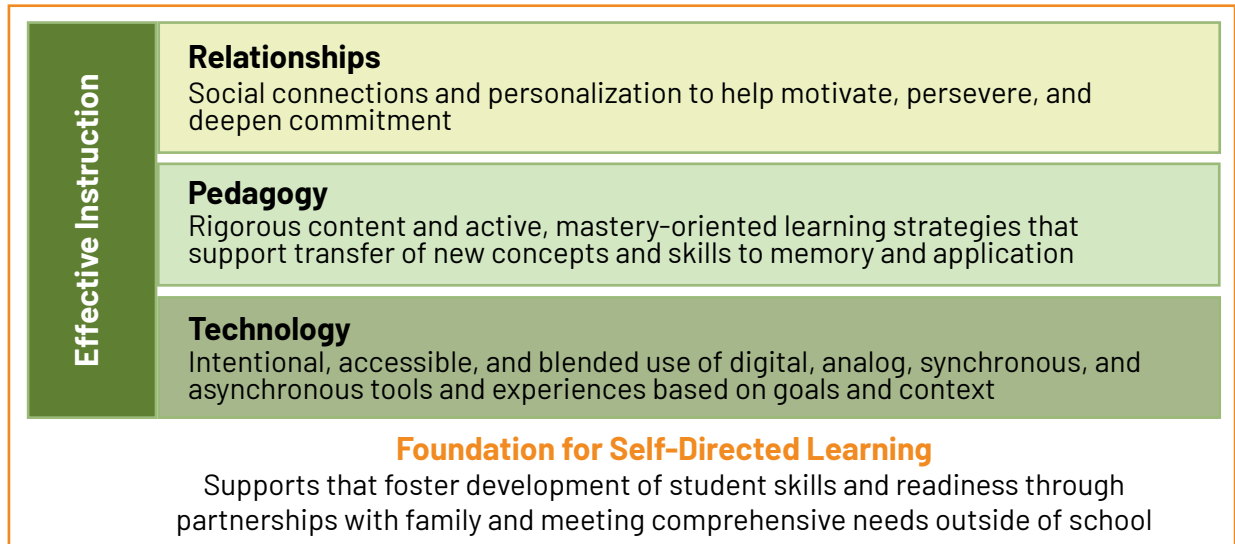 Effective Instruction
Relationships
Social connections and personalization to help motivate, persevere, and
deepen commitment
Pedagogy
Rigorous content and active, mastery-oriented learning strategies that
support transfer of new concepts and skills to memory and application
Technology
Intentional, accessible, and blended use of digital, analog, synchronous, and
asynchronous tools and experiences based on goals and context
Foundation for Self-Directed Learning
Supports that foster development of student skills and readiness through
partnerships with family and meeting comprehensive needs outside of school